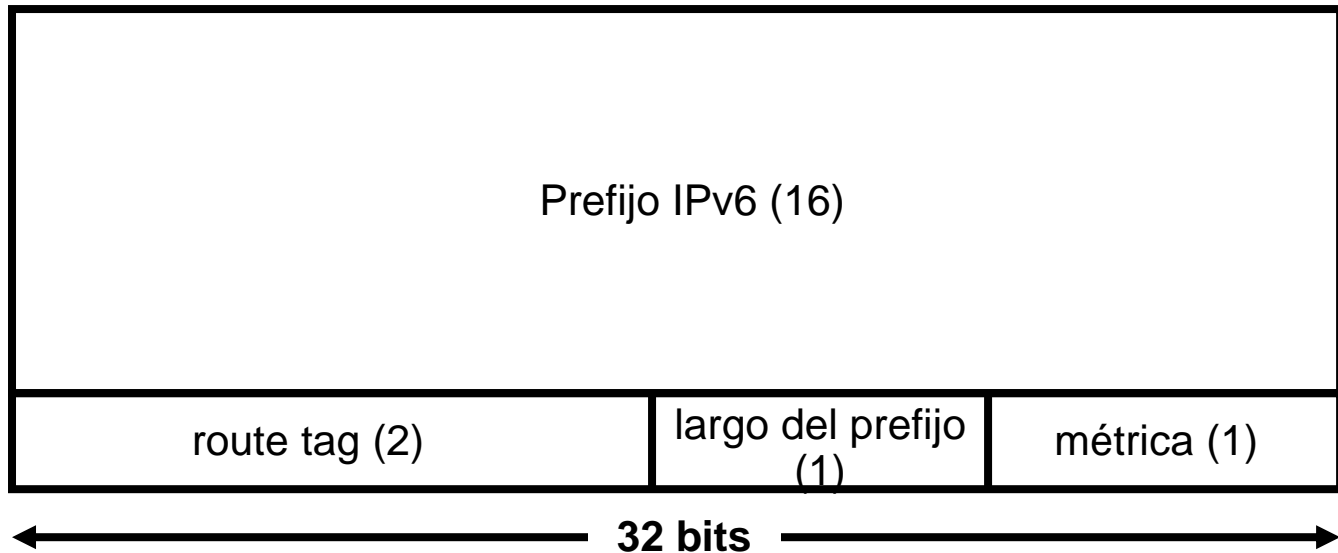 Prefijo IPv6 (16)
route tag (2)
largo del prefijo
(1)
métrica (1)
32 bits